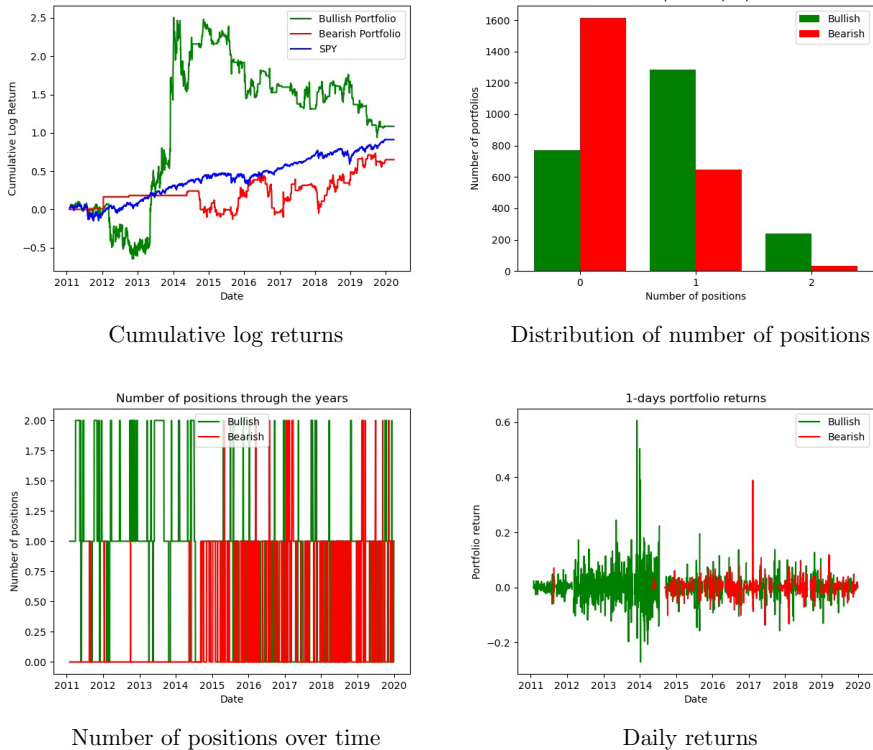 2.5
2.0
1.5
1.0
0.5
0.0
−0.5
Cumulative Log Return
Bullish Portfolio
Bearish Portfolio
SPY
2011 2012 2013 2014 2015 2016 2017 2018 2019 2020
Date
Cumulative log returns
1600
1400
1200
1000
800
600
400
200
0
Number of portfolios
Bullish
Bearish
0 1 2
Number of positions
Distribution of number of positions
Number of positions through the years
2.00
1.75
1.50
1.25
1.00
0.75
0.50
0.25
0.00
Number of positions
Bullish
Bearish
2011 2012 2013 2014 2015 2016 2017 2018 2019 2020
Date
Number of positions over time
1-days portfolio returns
0.6
0.4
0.2
0.0
−0.2
Portfolio return
Bullish
Bearish
2011 2012 2013 2014 2015 2016 2017 2018 2019 2020
Date
Daily returns